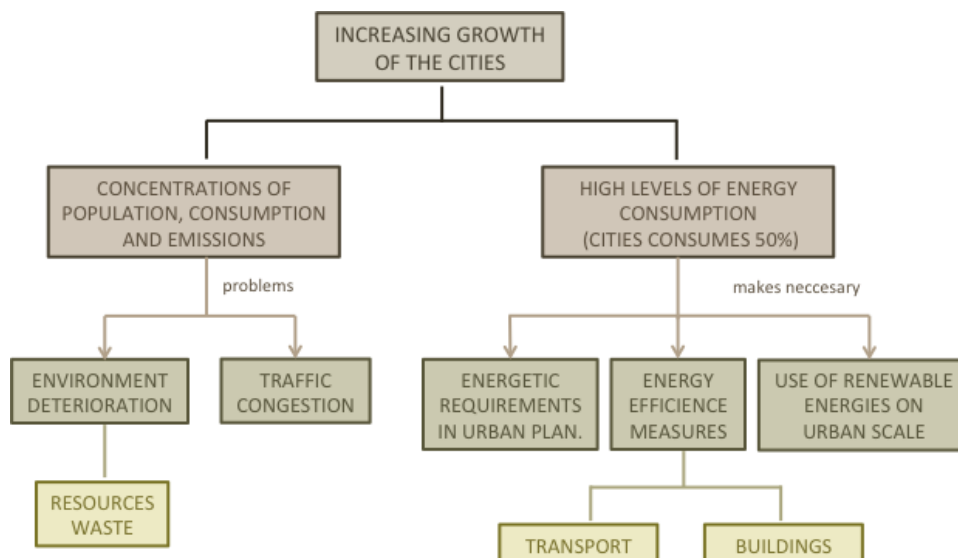 INCREASING GROWTH
OF THE CITIES
CONCENTRATIONS OF
POPULATION, CONSUMPTION
AND EMISSIONS
HIGH LEVELS OF ENERGY
CONSUMPTION
(CITIES CONSUMES 50%)
problems
makes neccesary
ENVIRONMENT
DETERIORATION
TRAFFIC
CONGESTION
ENERGETIC
REQUIREMENTS
IN URBAN PLAN.
ENERGY
EFFICIENCE
MEASURES
USE OF RENEWABLE
ENERGIES ON
URBAN SCALE
RESOURCES
WASTE
TRANSPORT
BUILDINGS